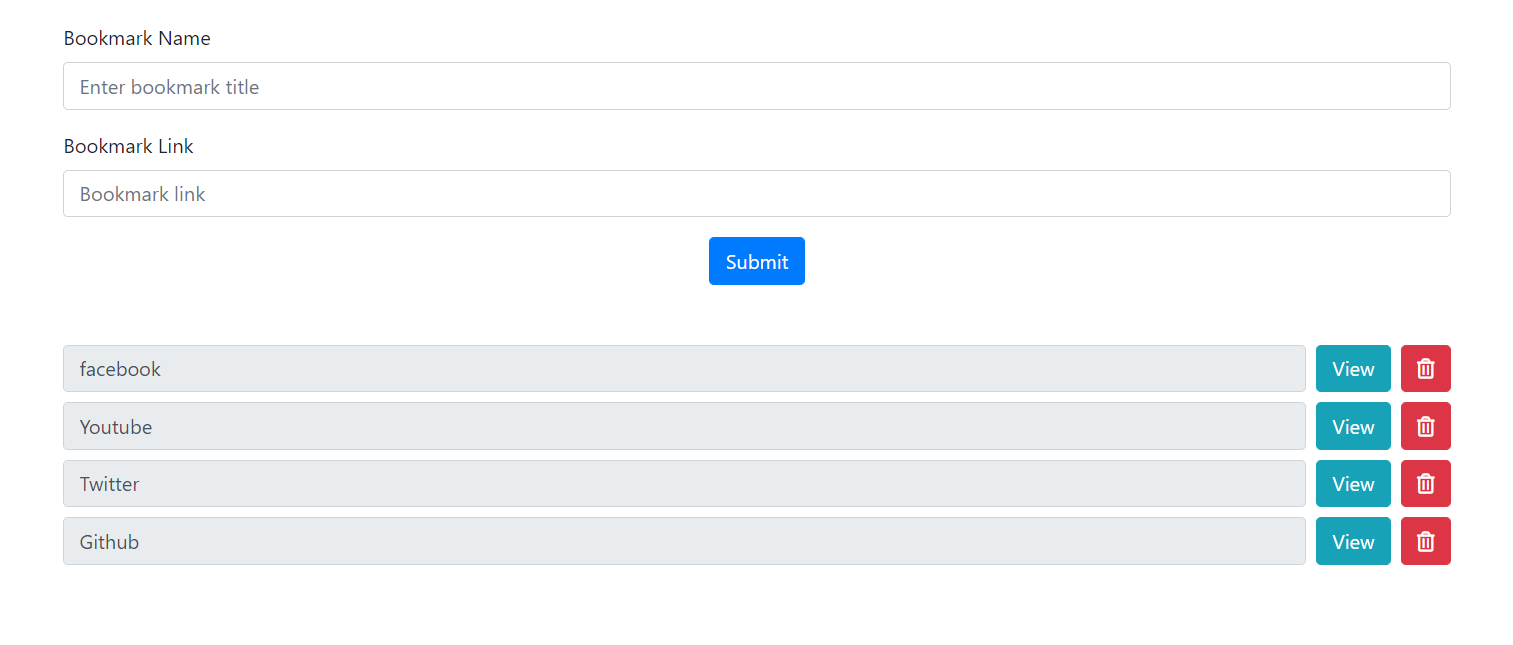 Bookmark Name
Enter bookmark title
Bookmark Link
Bookmark link
Submit
facebook View
Youtube View
Twitter View
Github View